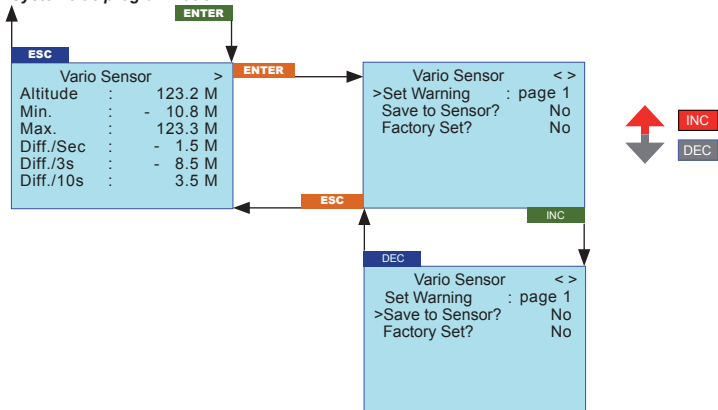 ENTER
ESC
Vario Sensor >
Altitude : 123.2 M
Min. : - 10.8 M
Max. : 123.3 M
Diff./Sec : - 1.5 M
Diff./3s : - 8.5 M
Diff./10s : 3.5 M
ENTER
Vario Sensor < >
>Set Warning : page 1
Save to Sensor? No
Factory Set? No
INC
DEC
ESC
INC
DEC
Vario Sensor < >
Set Warning : page 1
>Save to Sensor? No
Factory Set? No